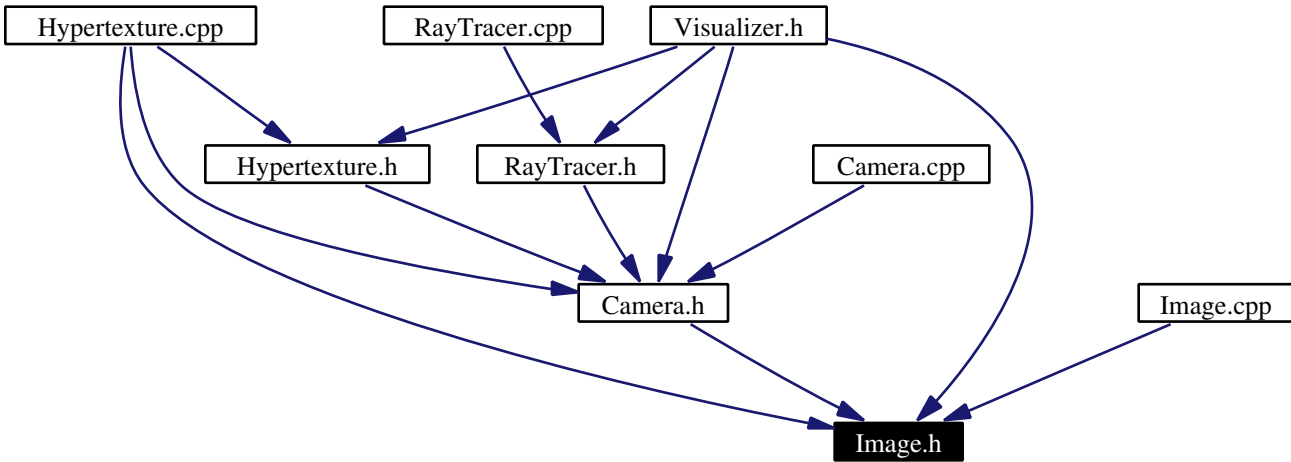 Hypertexture.cpp
RayTracer.cpp
Visualizer.h
Hypertexture.h
RayTracer.h
Camera.cpp
Camera.h
Image.cpp
Image.h